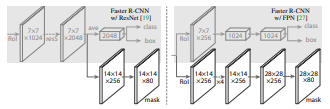 Faster R-CNN
w/ ResNet [19]
7×7
×1024
RoI
res5
7×7
×2048
ave
2048
class
box
14×14
×256
14×14
×80
mask
Faster R-CNN
w/ FPN [27]
7×7
×256
RoI
1024
1024
class
box
RoI
14×14
×256
×4
14×14
×256
28×28
×256
28×28
×80
mask